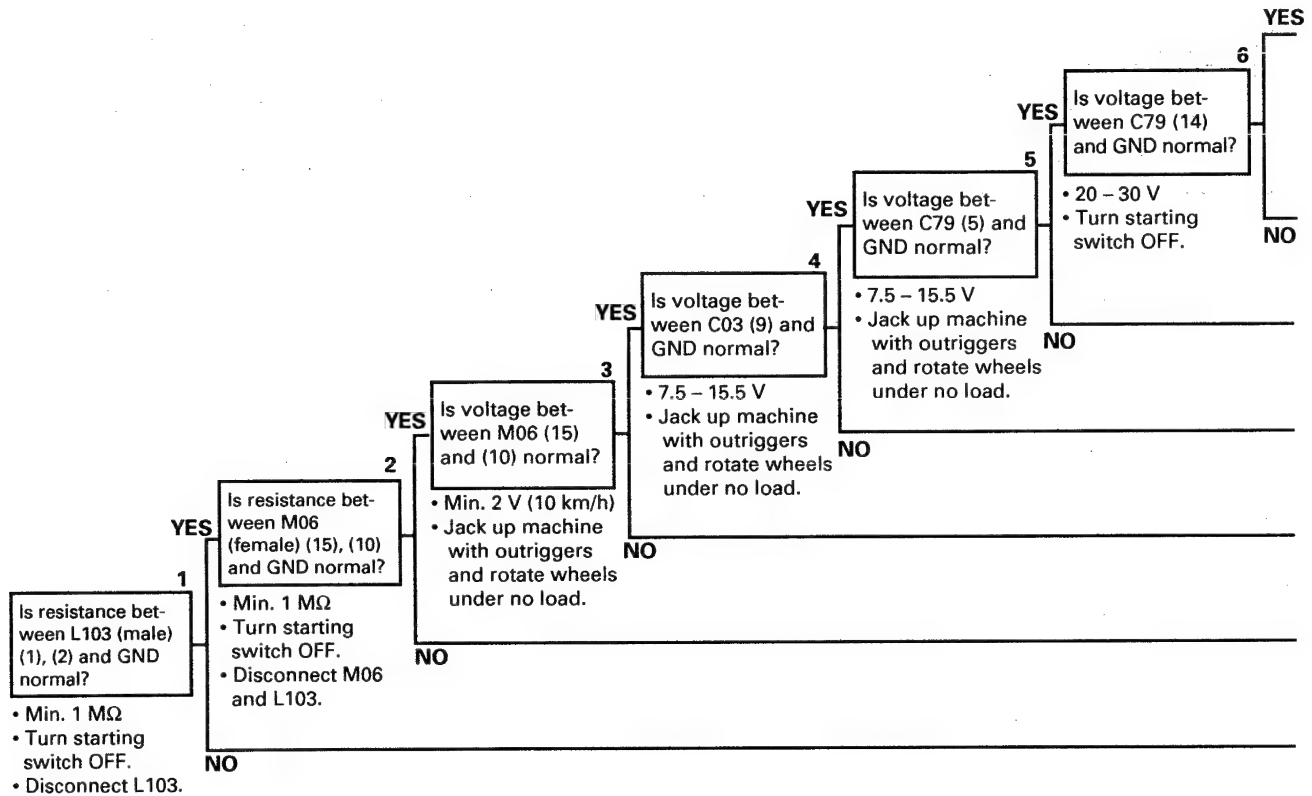 1
Is resistance bet-
ween L103 (male)
(1), (2) and GND
normal?
• Min. 1 MΩ
• Turn starting
switch OFF.
• Disconnect L103.
YES
NO
2
Is resistance bet-
ween M06
(female) (15), (10)
and GND normal?
• Min. 1 MΩ
• Turn starting
switch OFF.
• Disconnect M06
and L103.
YES
NO
3
Is voltage bet-
ween M06 (15)
and (10) normal?
• Min. 2 V (10 km/h)
• Jack up machine
with outriggers
and rotate wheels
under no load.
YES
NO
4
Is voltage bet-
ween C03 (9) and
GND normal?
• 7.5 – 15.5 V
• Jack up machine
with outriggers
and rotate wheels
under no load.
YES
NO
5
Is voltage bet-
ween C79 (5) and
GND normal?
• 7.5 – 15.5 V
• Jack up machine
with outriggers
and rotate wheels
under no load.
YES
NO
6
Is voltage bet-
ween C79 (14)
and GND normal?
• 20 – 30 V
• Turn starting
switch OFF.
YES
NO